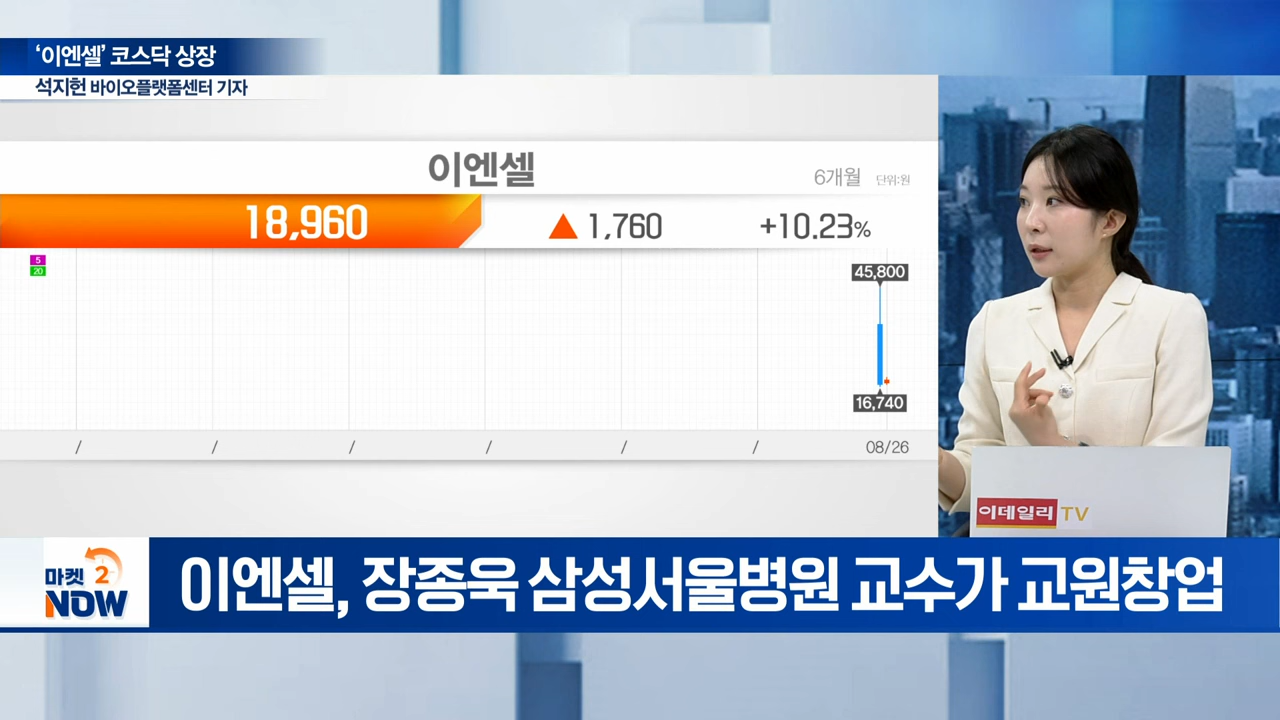 ‘이엔셀’ 코스닥 상장
석지헌 바이오플랫폼센터 기자
이엔셀
6개월 단위:원
18,960 ▲ 1,760 +10.23%
5
20
45,800
16,740
/ / / / / / 08/26
이데일리 TV
마켓 2
NOW
이엔셀, 장종욱 삼성서울병원 교수가 교원창업